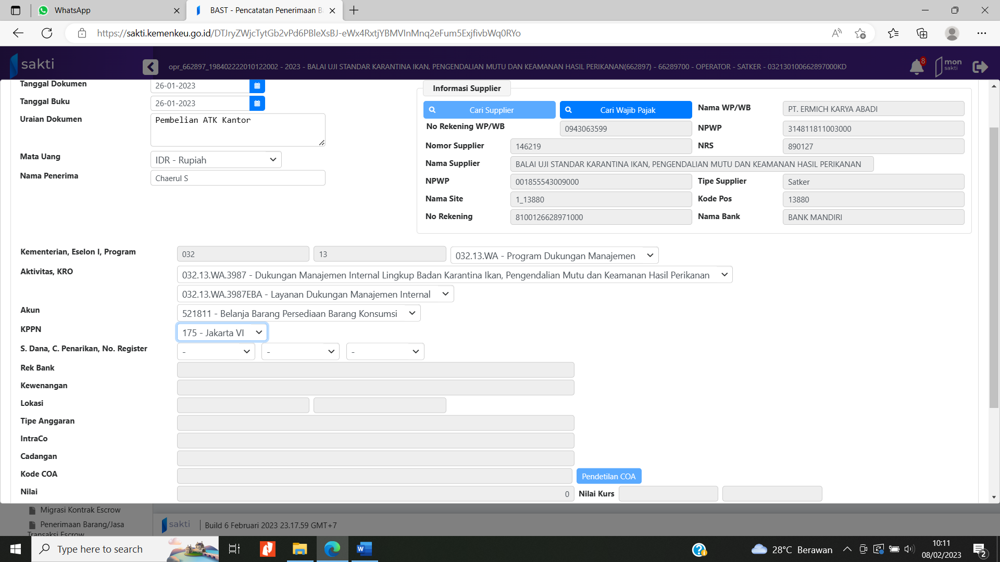 WhatsApp
BAST - Pencatatan Penerimaan B
https://sakti.kemenkeu.go.id/DTJryZWjcTytGb2vPd6PBleXsBJ-eWx4RxtjYBMVInMnq2eFum5ExjfivbWq0RYo
sakti
opr_662897_198402222010122002 - 2023 - BALAI UJI STANDAR KARANTINA IKAN, PENGENDALIAN MUTU DAN KEAMANAN HASIL PERIKANAN(662897) - 66289700 - OPERATOR - SATKER - 032130100662897000KD
8
mon sakti
Tanggal Dokumen 26-01-2023
Tanggal Buku 26-01-2023
Uraian Dokumen Pembelian ATK Kantor
Mata Uang IDR - Rupiah
Nama Penerima Chaerul S
Informasi Supplier
Cari Supplier Cari Wajib Pajak Nama WP/WB PT. ERMICH KARYA ABADI
No Rekening WP/WB 0943063599 NPWP 314811811003000
Nomor Supplier 146219 NRS 890127
Nama Supplier BALAI UJI STANDAR KARANTINA IKAN, PENGENDALIAN MUTU DAN KEAMANAN HASIL PERIKANAN
NPWP 001855543009000 Tipe Supplier Satker
Nama Site 1_13880 Kode Pos 13880
No Rekening 8100126628971000 Nama Bank BANK MANDIRI
Kementerian, Eselon I, Program 032 13 032.13.WA - Program Dukungan Manajemen
Aktivitas, KRO 032.13.WA.3987 - Dukungan Manajemen Internal Lingkup Badan Karantina Ikan, Pengendalian Mutu dan Keamanan Hasil Perikanan
032.13.WA.3987EBA - Layanan Dukungan Manajemen Internal
Akun 521811 - Belanja Barang Persediaan Barang Konsumsi
KPPN 175 - Jakarta VI
S. Dana, C. Penarikan, No. Register - - -
Rek Bank
Kewenangan
Lokasi
Tipe Anggaran
IntraCo
Cadangan
Kode COA Pendetilan COA
Nilai 0 Nilai Kurs
Migrasi Kontrak Escrow
Penerimaan Barang/Jasa
Transaksi Escrow
sakti Build 6 Februari 2023 23.17.59 GMT+7
Type here to search
28°C Berawan
10:11
08/02/2023
2